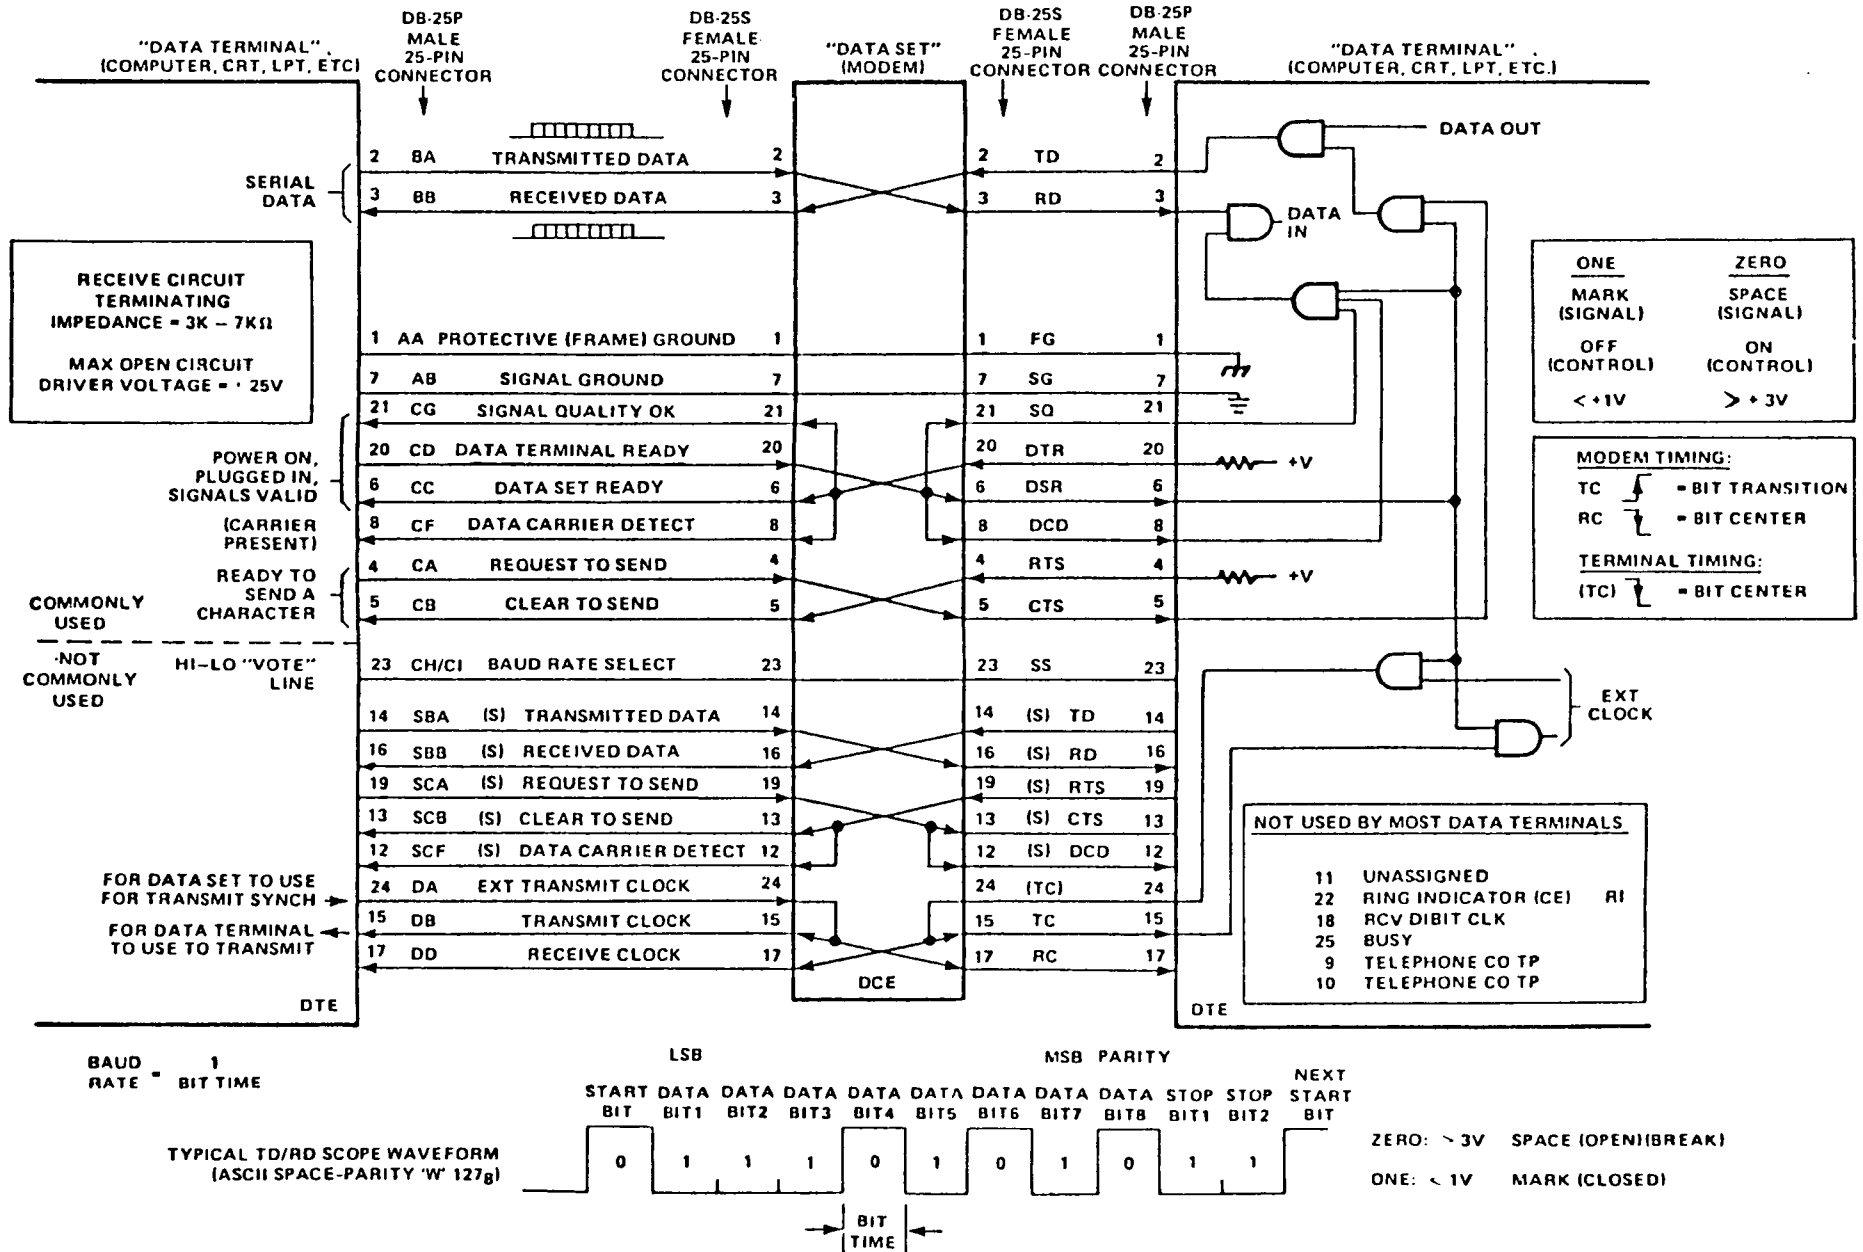 DB-25P MALE 25-PIN CONNECTOR
DB-25S FEMALE 25-PIN CONNECTOR
DB-25S FEMALE 25-PIN CONNECTOR
DB-25P MALE 25-PIN CONNECTOR
"DATA TERMINAL"
(COMPUTER, CRT, LPT, ETC)
"DATA SET"
(MODEM)
"DATA TERMINAL"
(COMPUTER, CRT, LPT, ETC.)
SERIAL
DATA
2 BA TRANSMITTED DATA 2 2 TD 2
DATA OUT
3 BB RECEIVED DATA 3 3 RD 3
DATA
IN
RECEIVE CIRCUIT
TERMINATING
IMPEDANCE = 3K – 7KΩ
MAX OPEN CIRCUIT
DRIVER VOLTAGE = 25V
ONE ZERO
MARK SPACE
(SIGNAL) (SIGNAL)
OFF ON
(CONTROL) (CONTROL)
< +1V > + 3V
1 AA PROTECTIVE (FRAME) GROUND 1 1 FG 1
7 AB SIGNAL GROUND 7 7 SG 7
21 CG SIGNAL QUALITY OK 21 21 SQ 21
POWER ON,
PLUGGED IN,
SIGNALS VALID
20 CD DATA TERMINAL READY 20 20 DTR 20 +V
6 CC DATA SET READY 6 6 DSR 6
(CARRIER
PRESENT)
8 CF DATA CARRIER DETECT 8 8 DCD 8
READY TO
SEND A
CHARACTER
4 CA REQUEST TO SEND 4 4 RTS 4 +V
5 CB CLEAR TO SEND 5 5 CTS 5
MODEM TIMING:
TC = BIT TRANSITION
RC = BIT CENTER
TERMINAL TIMING:
(TC) = BIT CENTER
COMMONLY
USED
NOT
COMMONLY
USED
HI–LO "VOTE"
LINE
23 CH/CI BAUD RATE SELECT 23 23 SS 23
EXT
CLOCK
14 SBA (S) TRANSMITTED DATA 14 14 (S) TD 14
16 SBB (S) RECEIVED DATA 16 16 (S) RD 16
19 SCA (S) REQUEST TO SEND 19 19 (S) RTS 19
13 SCB (S) CLEAR TO SEND 13 13 (S) CTS 13
12 SCF (S) DATA CARRIER DETECT 12 12 (S) DCD 12
FOR DATA SET TO USE
FOR TRANSMIT SYNCH
24 DA EXT TRANSMIT CLOCK 24 24 (TC) 24
FOR DATA TERMINAL
TO USE TO TRANSMIT
15 DB TRANSMIT CLOCK 15 15 TC 15
17 DD RECEIVE CLOCK 17 17 RC 17
DTE
DCE
DTE
NOT USED BY MOST DATA TERMINALS
11 UNASSIGNED
22 RING INDICATOR (CE) RI
18 RCV DIBIT CLK
25 BUSY
9 TELEPHONE CO TP
10 TELEPHONE CO TP
BAUD RATE = 1 BIT TIME
LSB MSB PARITY
START BIT DATA BIT1 DATA BIT2 DATA BIT3 DATA BIT4 DATA BIT5 DATA BIT6 DATA BIT7 DATA BIT8 STOP BIT1 STOP BIT2 NEXT START BIT
TYPICAL TD/RD SCOPE WAVEFORM
(ASCII SPACE-PARITY 'W' 127₈)
0 1 1 1 0 1 0 1 0 1 1
BIT
TIME
ZERO: > 3V SPACE (OPEN)(BREAK)
ONE: < 1V MARK (CLOSED)